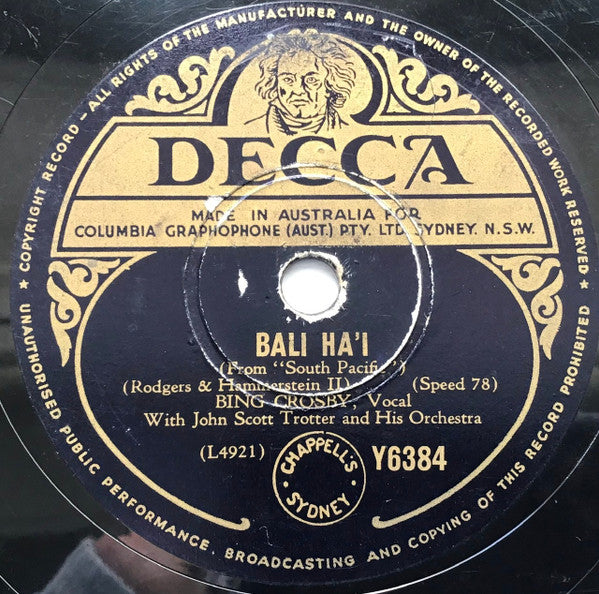 COPYRIGHT RECORD - ALL RIGHTS OF THE MANUFACTURER AND THE OWNER OF THE RECORDED WORK RESERVED
DECCA
MADE IN AUSTRALIA FOR
COLUMBIA GRAPHOPHONE (AUST.) PTY. LTD SYDNEY. N.S.W.
BALI HA'I
(From "South Pacific")
(Rodgers & Hammerstein II) (Speed 78)
BING CROSBY, Vocal
With John Scott Trotter and His Orchestra
(L4921) CHAPPELL'S SYDNEY Y6384
UNAUTHORISED PUBLIC PERFORMANCE, BROADCASTING AND COPYING OF THIS RECORD PROHIBITED